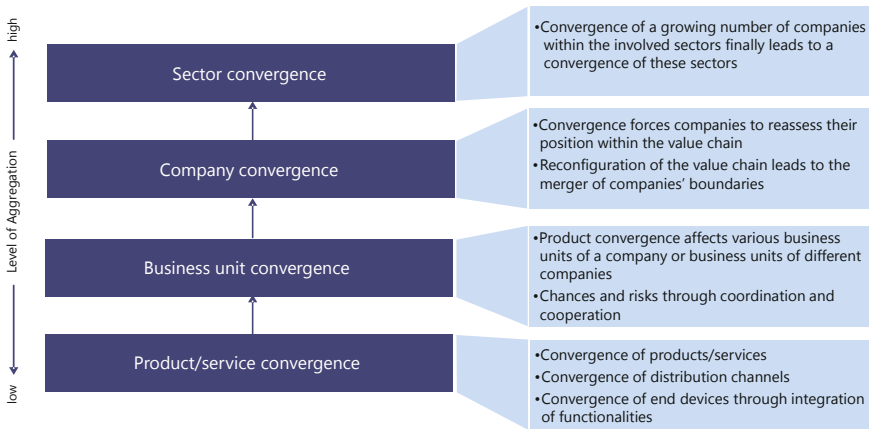 high
Level of Aggregation
low
Sector convergence
•Convergence of a growing number of companies
within the involved sectors finally leads to a
convergence of these sectors
Company convergence
•Convergence forces companies to reassess their
position within the value chain
•Reconfiguration of the value chain leads to the
merger of companies’ boundaries
Business unit convergence
•Product convergence affects various business
units of a company or business units of different
companies
•Chances and risks through coordination and
cooperation
Product/service convergence
•Convergence of products/services
•Convergence of distribution channels
•Convergence of end devices through integration
of functionalities